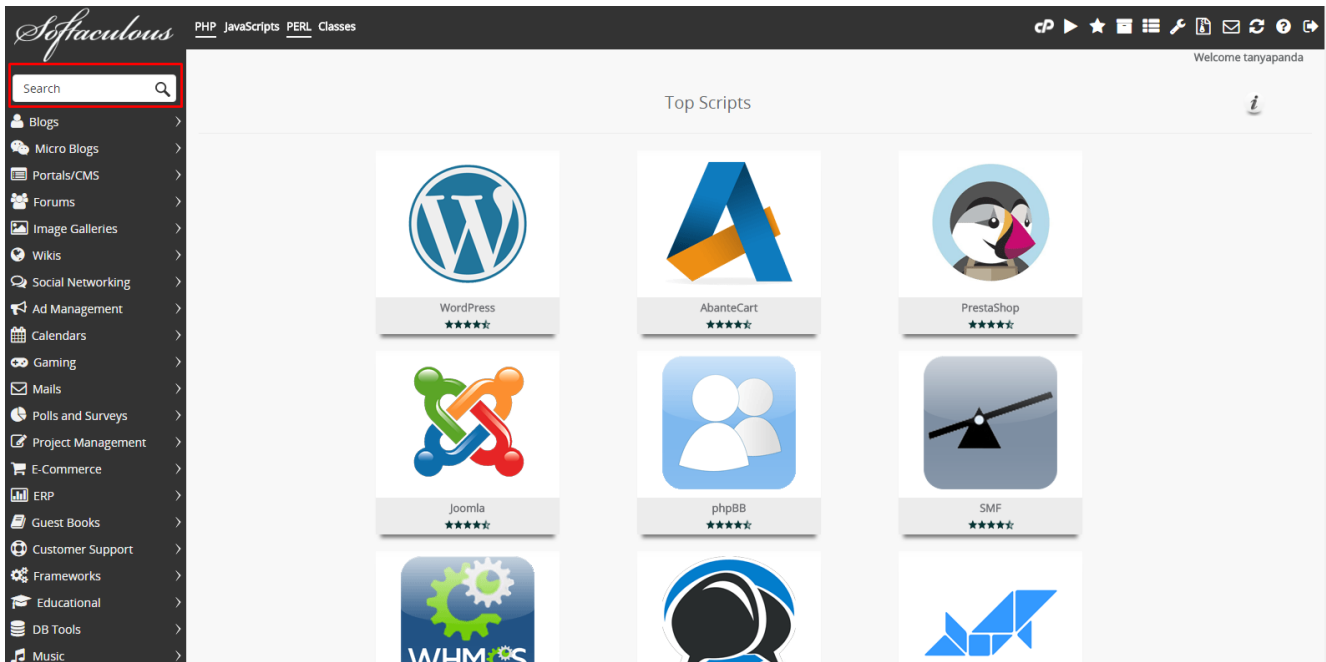 Softaculous
PHP JavaScripts PERL Classes
cP
Welcome tanyapanda
Search
Blogs
Micro Blogs
Portals/CMS
Forums
Image Galleries
Wikis
Social Networking
Ad Management
Calendars
Gaming
Mails
Polls and Surveys
Project Management
E-Commerce
ERP
Guest Books
Customer Support
Frameworks
Educational
DB Tools
Music
Top Scripts
i
W
WordPress
AbanteCart
PrestaShop
Joomla
phpBB
SMF
WHMCS